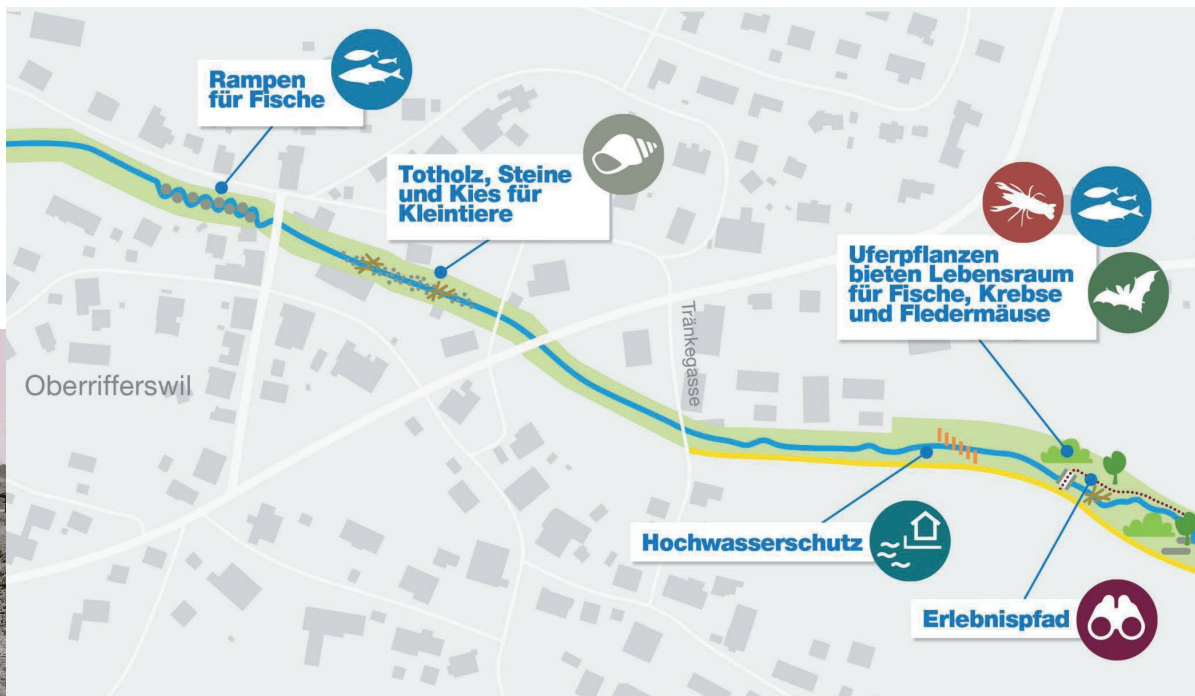 Rampen
für Fische
Totholz, Steine
und Kies für
Kleintiere
Uferpflanzen
bieten Lebensraum
für Fische, Krebse
und Fledermäuse
Tränkegasse
Oberrifferswil
Hochwasserschutz
Erlebnispfad